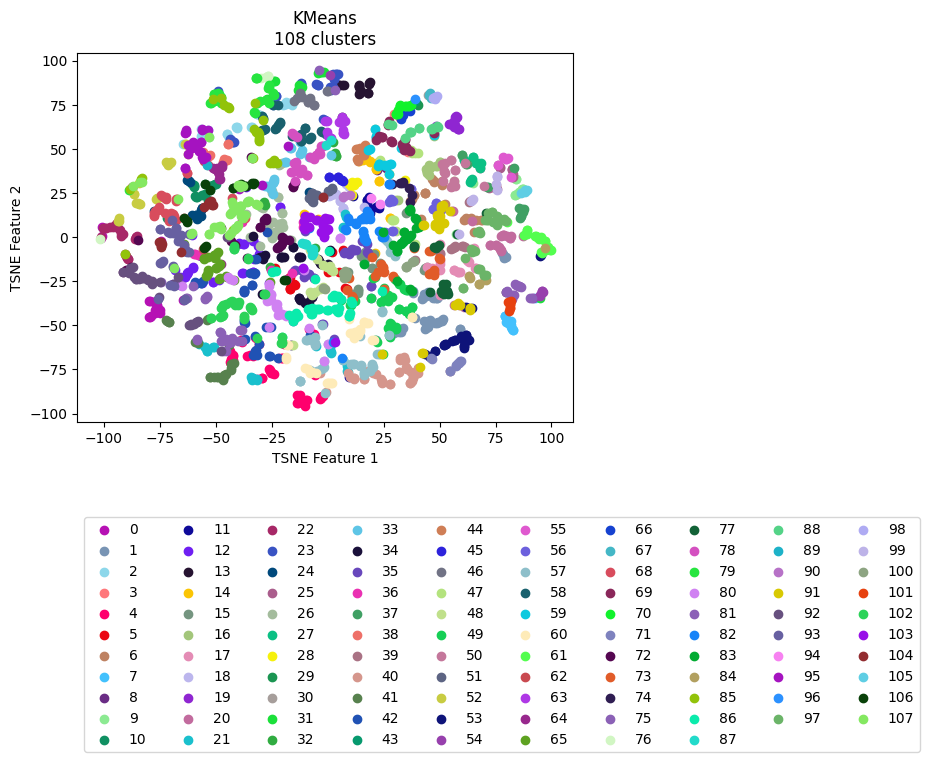 KMeans
108 clusters
100
75
50
25
0
−25
−50
−75
−100
TSNE Feature 2
−100 −75 −50 −25 0 25 50 75 100
TSNE Feature 1
0 11 22 33 44 55 66 77 88 98
1 12 23 34 45 56 67 78 89 99
2 13 24 35 46 57 68 79 90 100
3 14 25 36 47 58 69 80 91 101
4 15 26 37 48 59 70 81 92 102
5 16 27 38 49 60 71 82 93 103
6 17 28 39 50 61 72 83 94 104
7 18 29 40 51 62 73 84 95 105
8 19 30 41 52 63 74 85 96 106
9 20 31 42 53 64 75 86 97 107
10 21 32 43 54 65 76 87